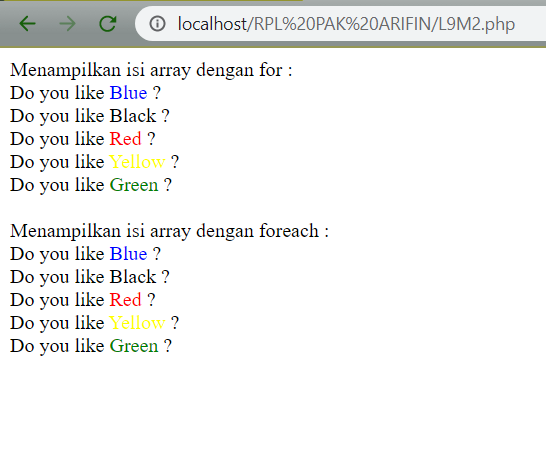 localhost/RPL%20PAK%20ARIFIN/L9M2.php
Menampilkan isi array dengan for :
Do you like Blue ?
Do you like Black ?
Do you like Red ?
Do you like Yellow ?
Do you like Green ?
Menampilkan isi array dengan foreach :
Do you like Blue ?
Do you like Black ?
Do you like Red ?
Do you like Yellow ?
Do you like Green ?